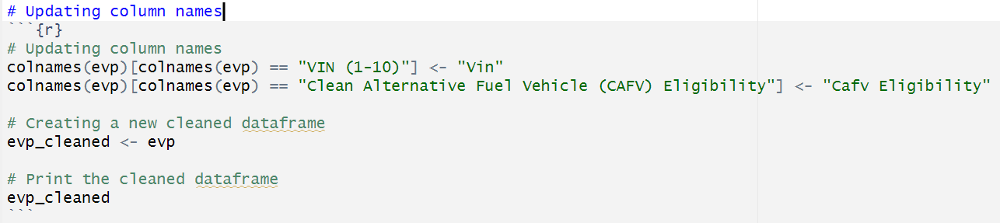 # Updating column names
```{r}
# Updating column names
colnames(evp)[colnames(evp) == "VIN (1-10)"] <- "Vin"
colnames(evp)[colnames(evp) == "Clean Alternative Fuel Vehicle (CAFV) Eligibility"] <- "Cafv Eligibility"
# Creating a new cleaned dataframe
evp_cleaned <- evp
# Print the cleaned dataframe
evp_cleaned
```